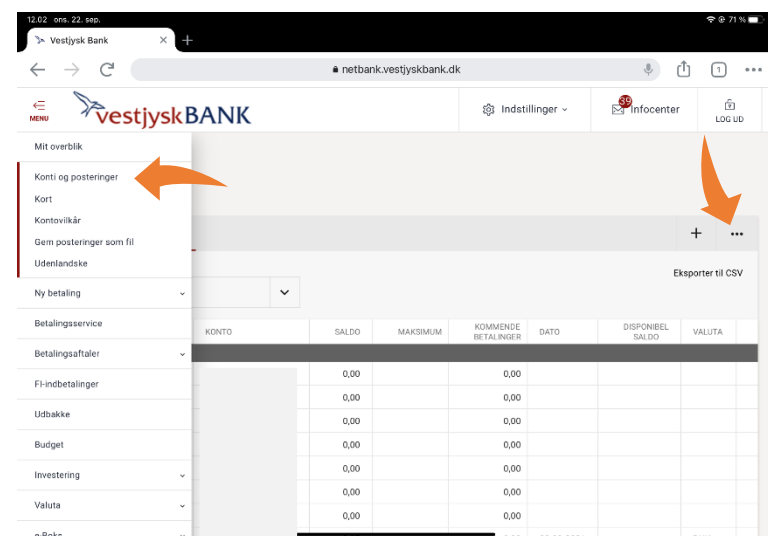 12.02 ons. 22. sep.
71 %
Vestjysk Bank
netbank.vestjyskbank.dk
1
MENU
vestjyskBANK
Indstillinger
39
Infocenter
LOG UD
Mit overblik
Konti og posteringer
Kort
Kontovilkår
Gem posteringer som fil
Udenlandske
Ny betaling
Betalingsservice
Betalingsaftaler
FI-indbetalinger
Udbakke
Budget
Investering
Valuta
e-Boks
Eksporter til CSV
KONTO SALDO MAKSIMUM KOMMENDE BETALINGER DATO DISPONIBEL SALDO VALUTA
0,00 0,00
0,00 0,00
0,00 0,00
0,00 0,00
0,00 0,00
0,00 0,00
0,00 0,00